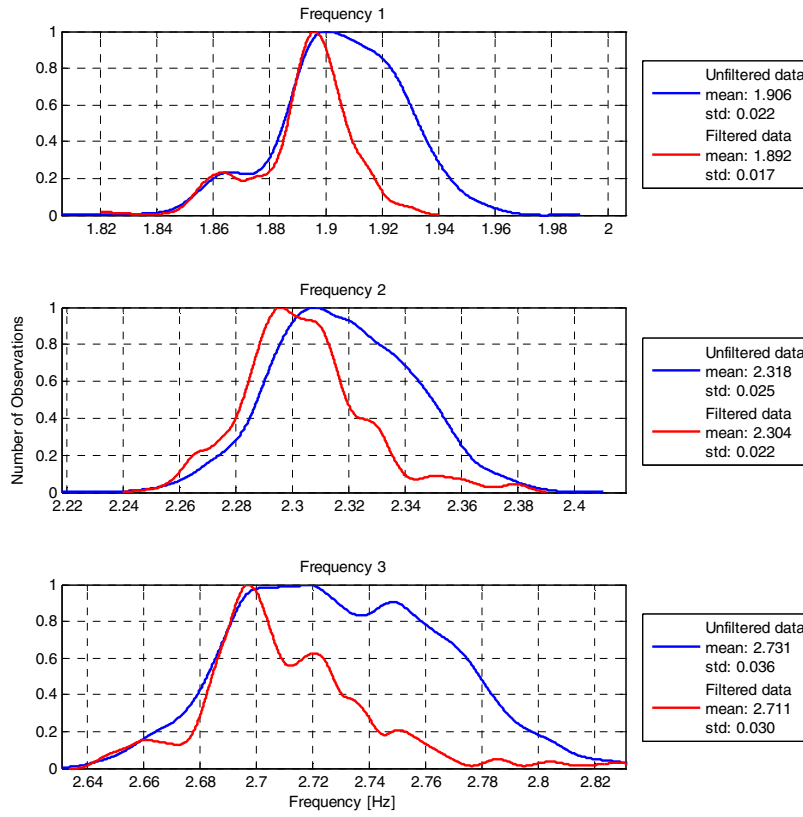 Frequency 1
1
0.8
0.6
0.4
0.2
0
1.82 1.84 1.86 1.88 1.9 1.92 1.94 1.96 1.98 2
Unfiltered data
mean: 1.906
std: 0.022
Filtered data
mean: 1.892
std: 0.017
Frequency 2
Number of Observations
1
0.8
0.6
0.4
0.2
0
2.22 2.24 2.26 2.28 2.3 2.32 2.34 2.36 2.38 2.4
Unfiltered data
mean: 2.318
std: 0.025
Filtered data
mean: 2.304
std: 0.022
Frequency 3
1
0.8
0.6
0.4
0.2
0
2.64 2.66 2.68 2.7 2.72 2.74 2.76 2.78 2.8 2.82
Frequency [Hz]
Unfiltered data
mean: 2.731
std: 0.036
Filtered data
mean: 2.711
std: 0.030